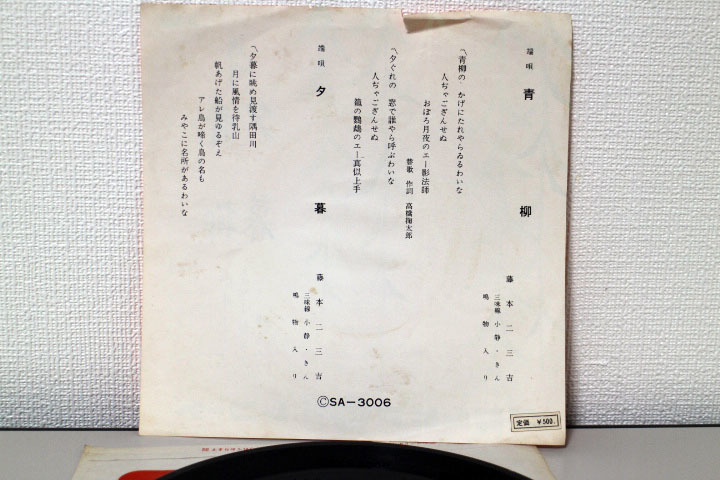 端唄 青柳
藤本二三吉
三味線 小静・きん
鳴物入り
〽青柳の かげにたれやらゐるわいな
人ぢゃごぎんせぬ
おぼろ月夜のエー影法師
替歌 作詞 高橋掬太郎
〽夕ぐれの 窓で誰やら呼ぶわいな
人ぢゃごぎんせぬ
籠の鸚鵡のエー真似上手
端唄 夕暮
藤本二三吉
三味線 小静・きん
鳴物入り
〽夕暮に眺め見渡す隅田川
月に風情を待乳山
帆あげた船が見ゆるぞえ
アレ鳥が啼く鳥の名も
みやこに名所があるわいな
ⒸSA-3006
定価 ¥500.